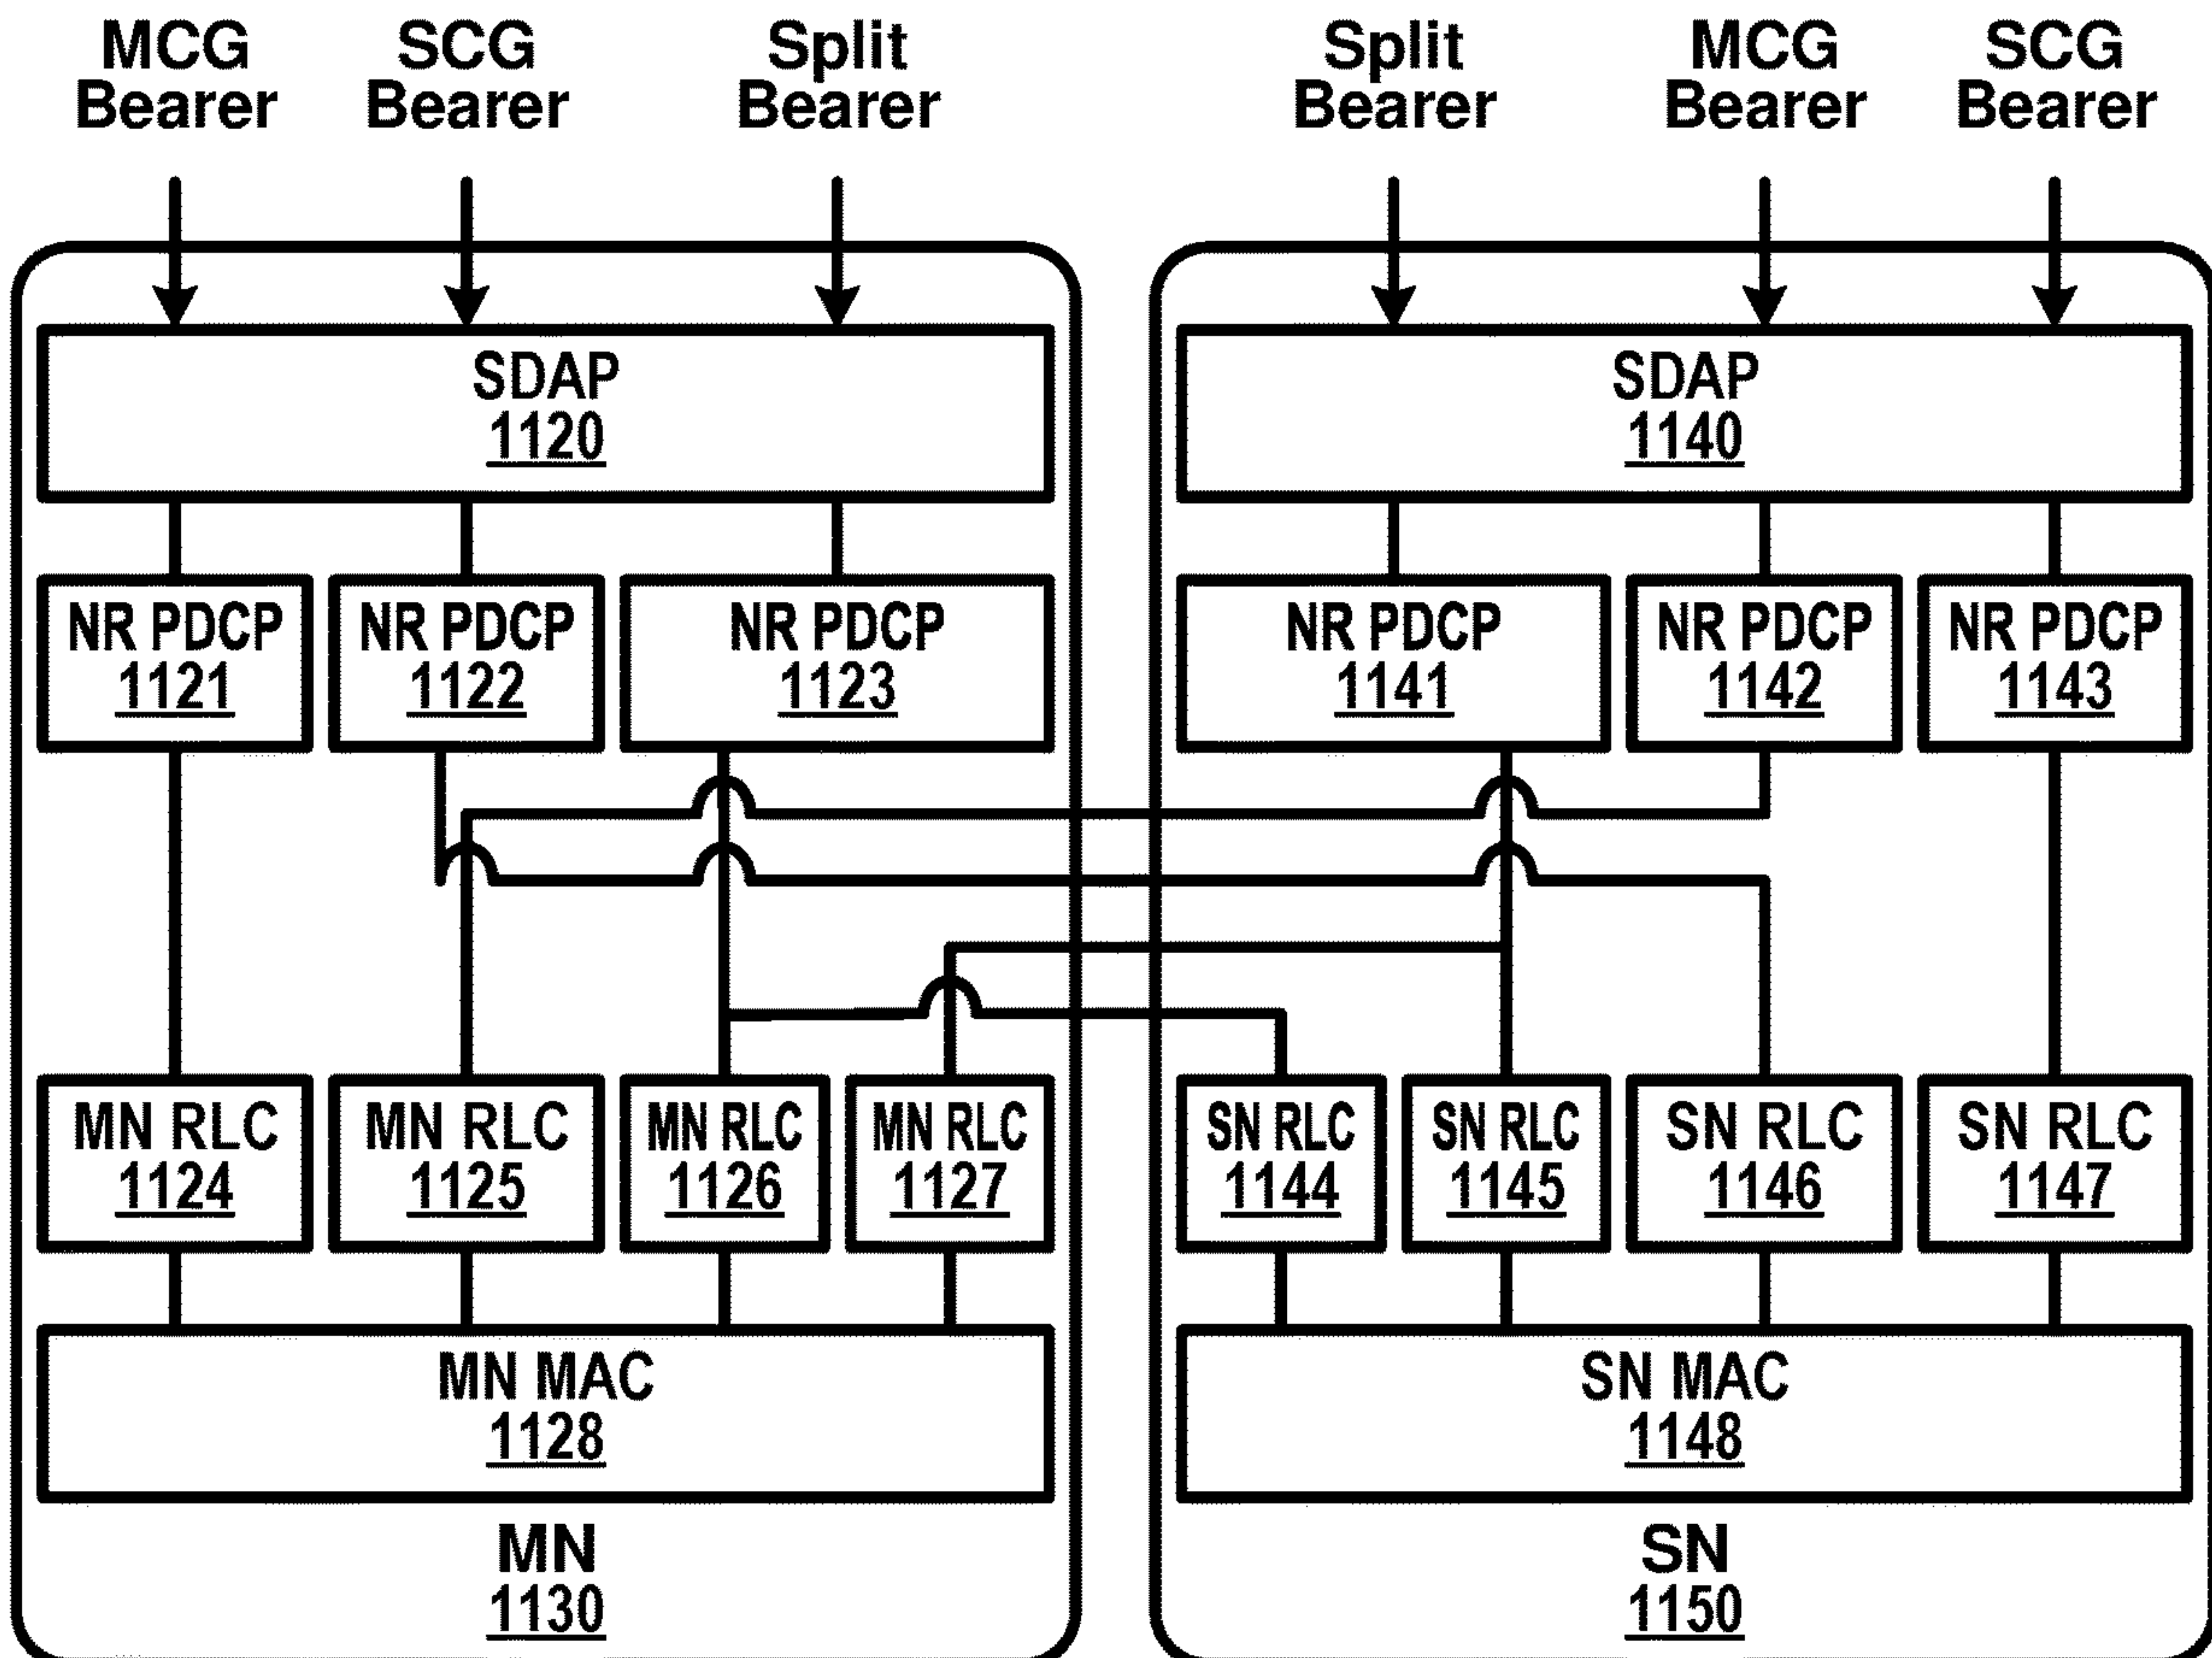 MCG
Bearer
SCG
Bearer
Split
Bearer
Split
Bearer
MCG
Bearer
SCG
Bearer
SDAP
1120
SDAP
1140
NR PDCP
1121
NR PDCP
1122
NR PDCP
1123
NR PDCP
1141
NR PDCP
1142
NR PDCP
1143
MN RLC
1124
MN RLC
1125
MN RLC
1126
MN RLC
1127
SN RLC
1144
SN RLC
1145
SN RLC
1146
SN RLC
1147
MN MAC
1128
SN MAC
1148
MN
1130
SN
1150